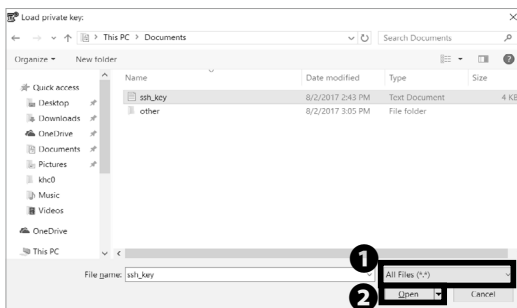 Load private key:
This PC > Documents
Search Documents
Organize
New folder
Name
Date modified
Type
Size
Quick access
Desktop
Downloads
OneDrive
Documents
Pictures
khc0
Music
Videos
OneDrive
This PC
ssh_key
8/2/2017 2:43 PM
Text Document
4 KB
other
8/2/2017 3:05 PM
File folder
1
File name:
ssh_key
All Files (*.*)
2
Open
Cancel